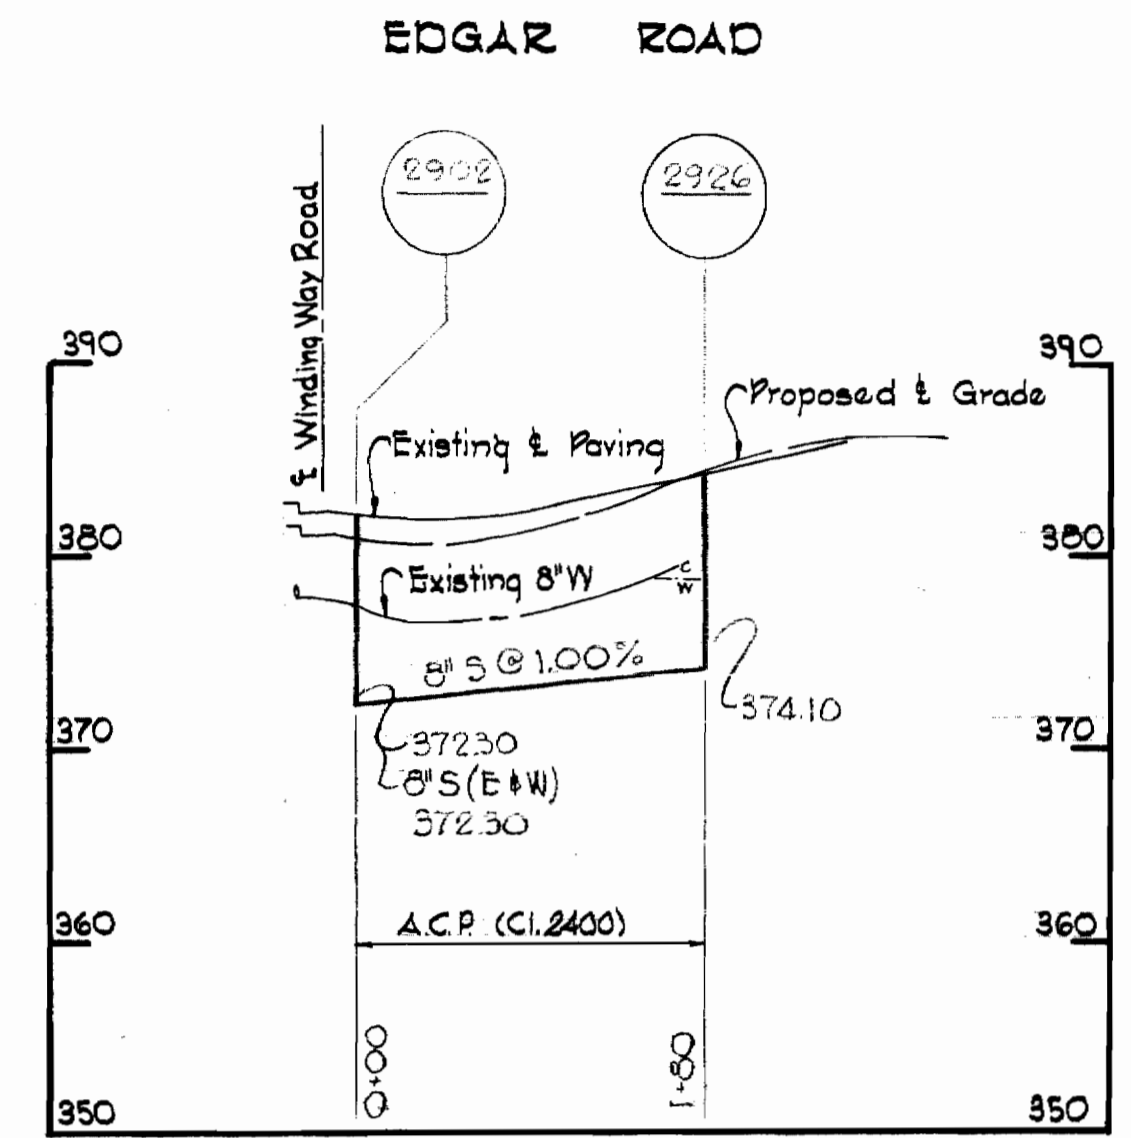 EDGAR ROAD
2902
2926
℄ Winding Way Road
390
390
Proposed ℄ Grade
Existing ℄ Paving
380
380
Existing 8" W
C
W
8" S @ 1.00%
374.10
370
370
372.30
8" S (E & W)
372.30
A.C.P. (Cl. 2400)
360
360
0+00
1+80
350
350